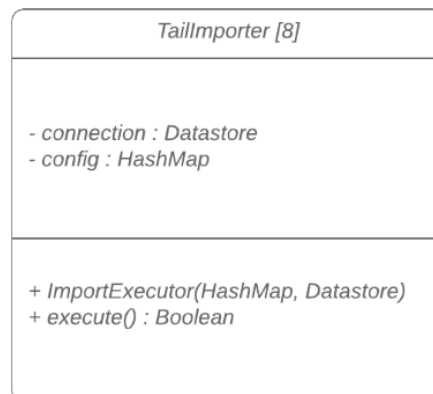 TailImporter [8]
- connection : Datastore
- config : HashMap
+ ImportExecutor(HashMap, Datastore)
+ execute() : Boolean